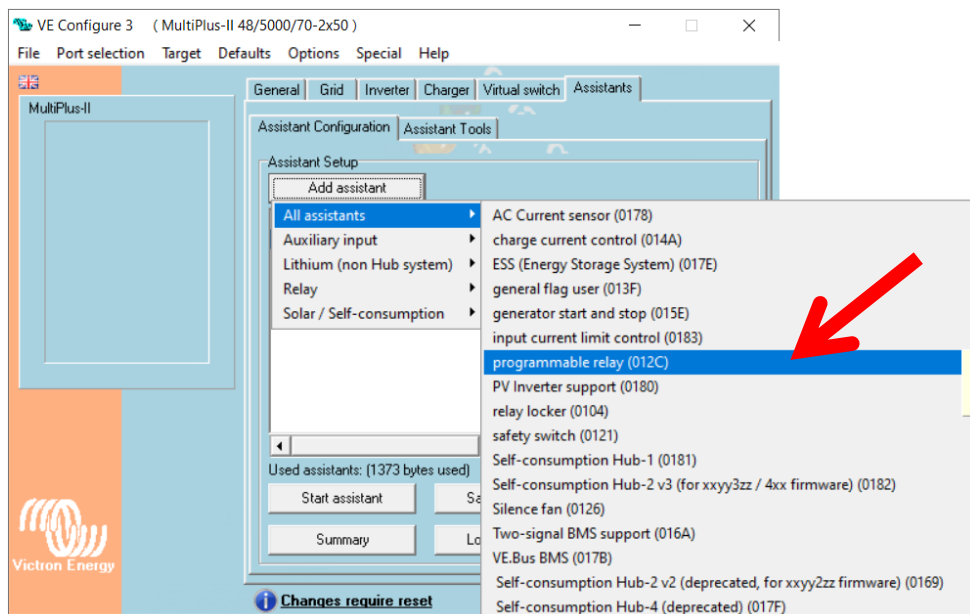 VE Configure 3 ( MultiPlus-II 48/5000/70-2x50 )
File Port selection Target Defaults Options Special Help
MultiPlus-II
General Grid Inverter Charger Virtual switch Assistants
Assistant Configuration Assistant Tools
Assistant Setup
Add assistant
All assistants
Auxiliary input
Lithium (non Hub system)
Relay
Solar / Self-consumption
AC Current sensor (0178)
charge current control (014A)
ESS (Energy Storage System) (017E)
general flag user (013F)
generator start and stop (015E)
input current limit control (0183)
programmable relay (012C)
PV Inverter support (0180)
relay locker (0104)
safety switch (0121)
Self-consumption Hub-1 (0181)
Self-consumption Hub-2 v3 (for xxyy3zz / 4xx firmware) (0182)
Silence fan (0126)
Two-signal BMS support (016A)
VE.Bus BMS (017B)
Self-consumption Hub-2 v2 (deprecated, for xxyy2zz firmware) (0169)
Self-consumption Hub-4 (deprecated) (017F)
Used assistants: (1373 bytes used)
Start assistant
Summary
Victron Energy
Changes require reset